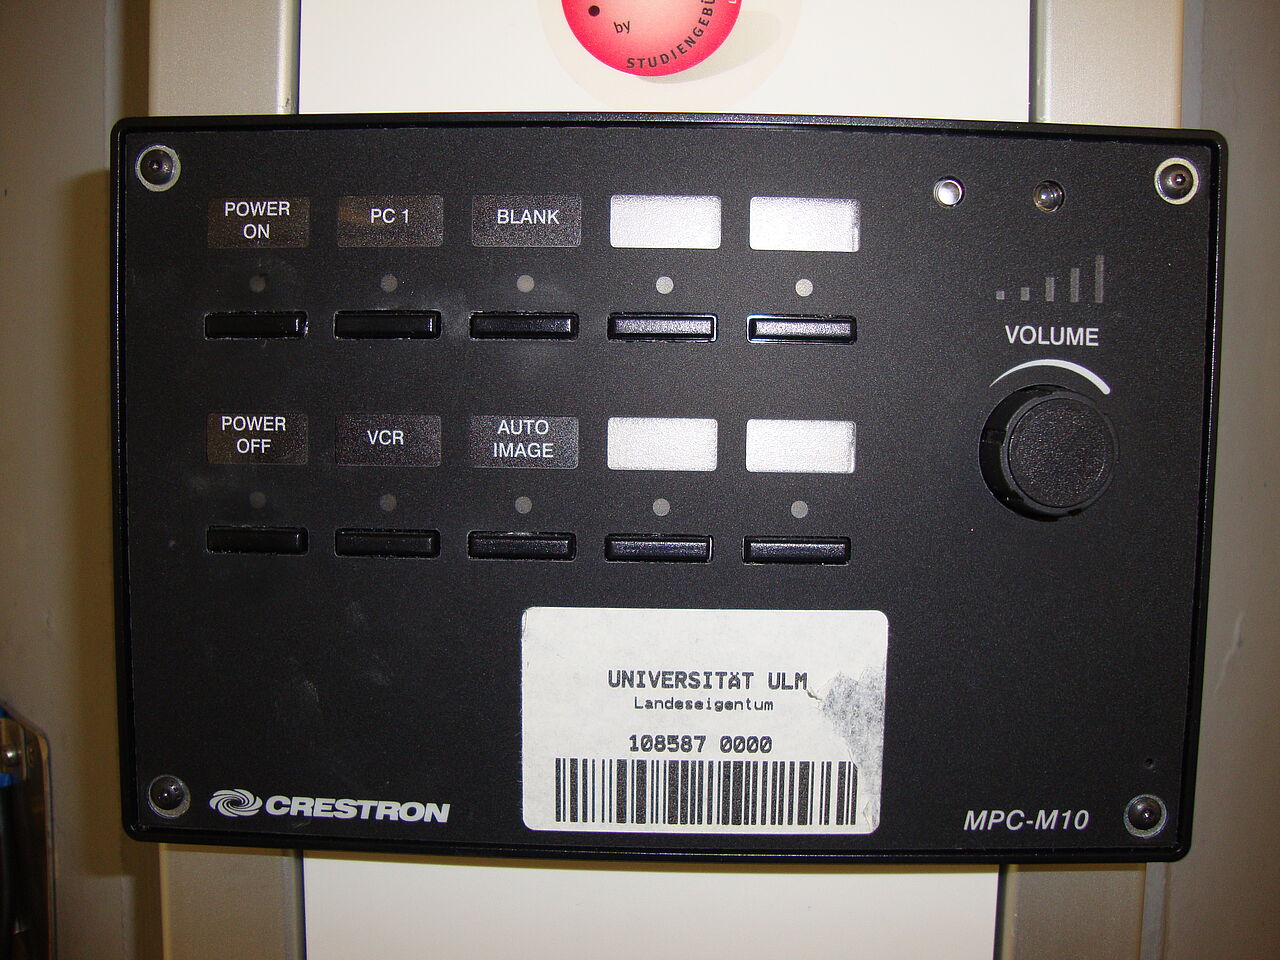 by
STUDIENGEBÜ
POWER
ON
PC 1
BLANK
VOLUME
POWER
OFF
VCR
AUTO
IMAGE
UNIVERSITÄT ULM
Landeseigentum
108587 0000
CRESTRON
MPC-M10